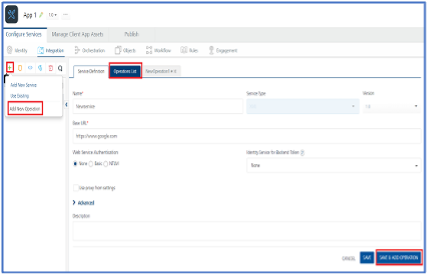 App 1
Configure Services Manage Client App Assets Publish
Identity Integration Orchestration Objects Workflow Rules Engagement
Service Definition Operations List NewOperation1
Add New Service
Use Existing
Add New Operation
Name* Service Type Version
Newservice 1.0
Base URL*
https://www.google.com
Web Service Authentication Identity Service for Backend Token
None Basic NTLM None
Use proxy from settings
Advanced
Description
CANCEL SAVE SAVE & ADD OPERATION